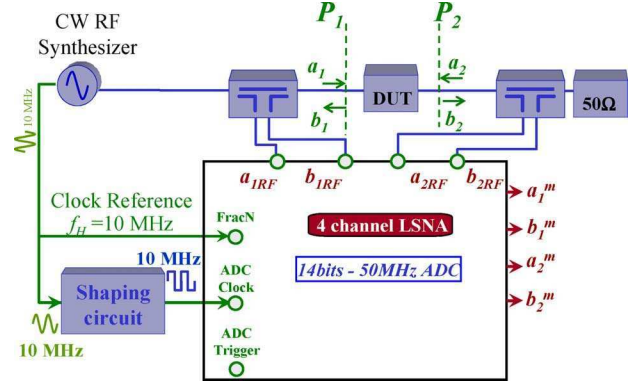 CW RF
Synthesizer
P1
P2
a1
a2
b1
b2
DUT
50Ω
10 MHz
a1RF
b1RF
a2RF
b2RF
Clock Reference
fH =10 MHz
FracN
4 channel LSNA
a1m
b1m
10 MHz
ADC
Clock
14bits - 50MHz ADC
a2m
Shaping
circuit
b2m
10 MHz
ADC
Trigger